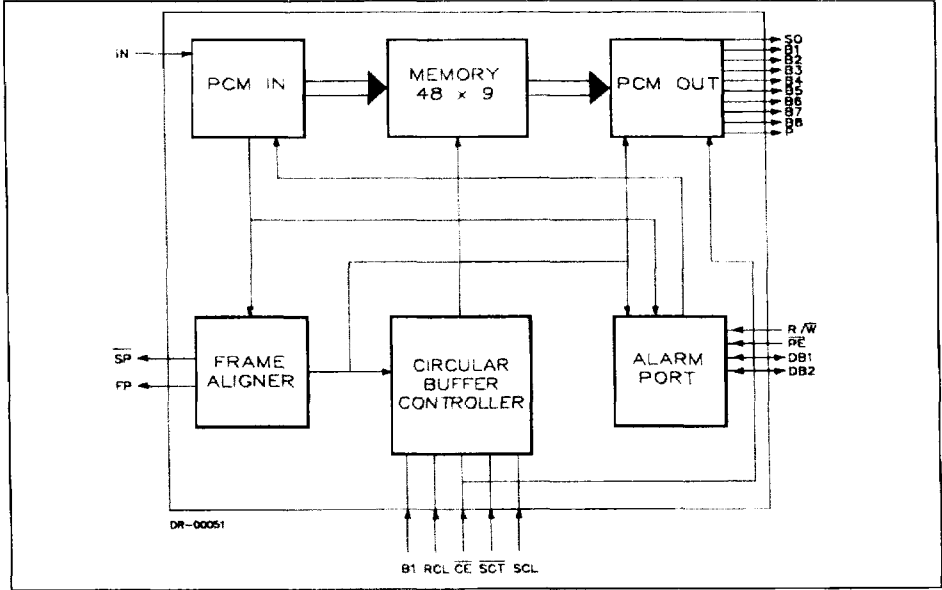 IN
PCM IN
MEMORY
48 x 9
PCM OUT
SO
B1
B2
B3
B4
B5
B6
B7
B8
P
SP
FP
FRAME
ALIGNER
CIRCULAR
BUFFER
CONTROLLER
ALARM
PORT
R/W
PE
DB1
DB2
DR-00051
B1 RCL CE SCT SCL